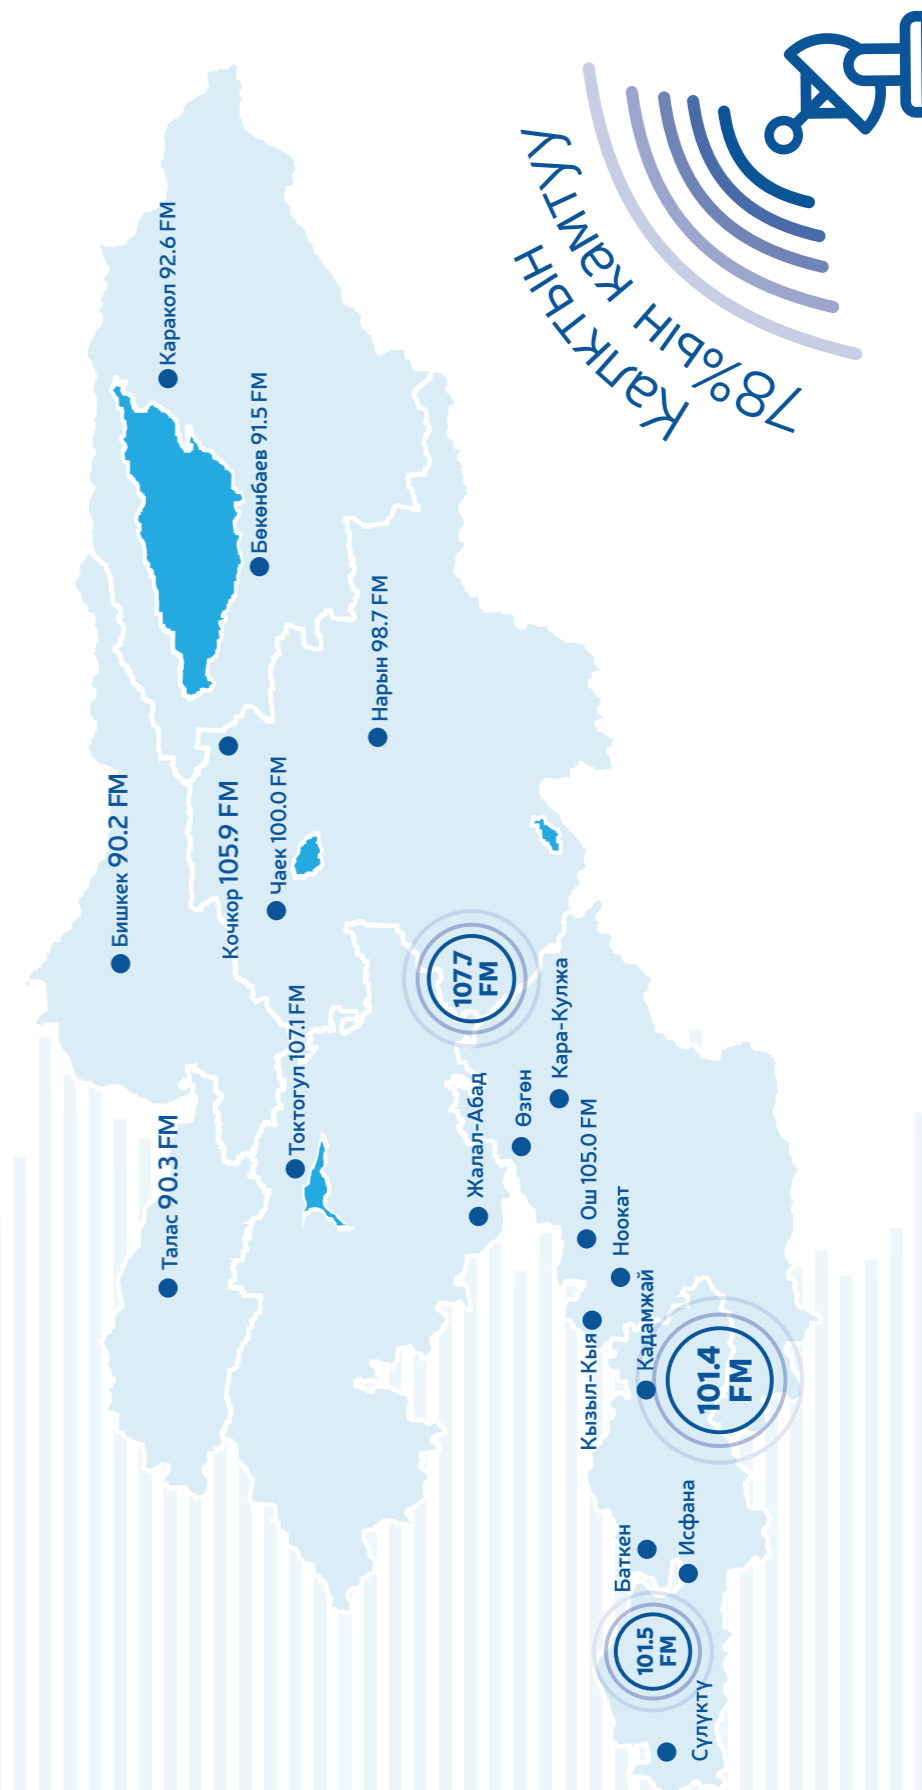 Калктын
78%ын камтуу
Каракол 92.6 FM
Бөкөнбаев 91.5 FM
Нарын 98.7 FM
Бишкек 90.2 FM
Кочкор 105.9 FM
Чаек 100.0 FM
107.7
FM
Токтогул 107.1 FM
Талас 90.3 FM
Жалал-Абад
Өзгөн
Кара-Кулжа
Ош 105.0 FM
Ноокат
Кызыл-Кыя
Кадамжай
101.4
FM
Баткен
Исфана
101.5
FM
Сүлүктү